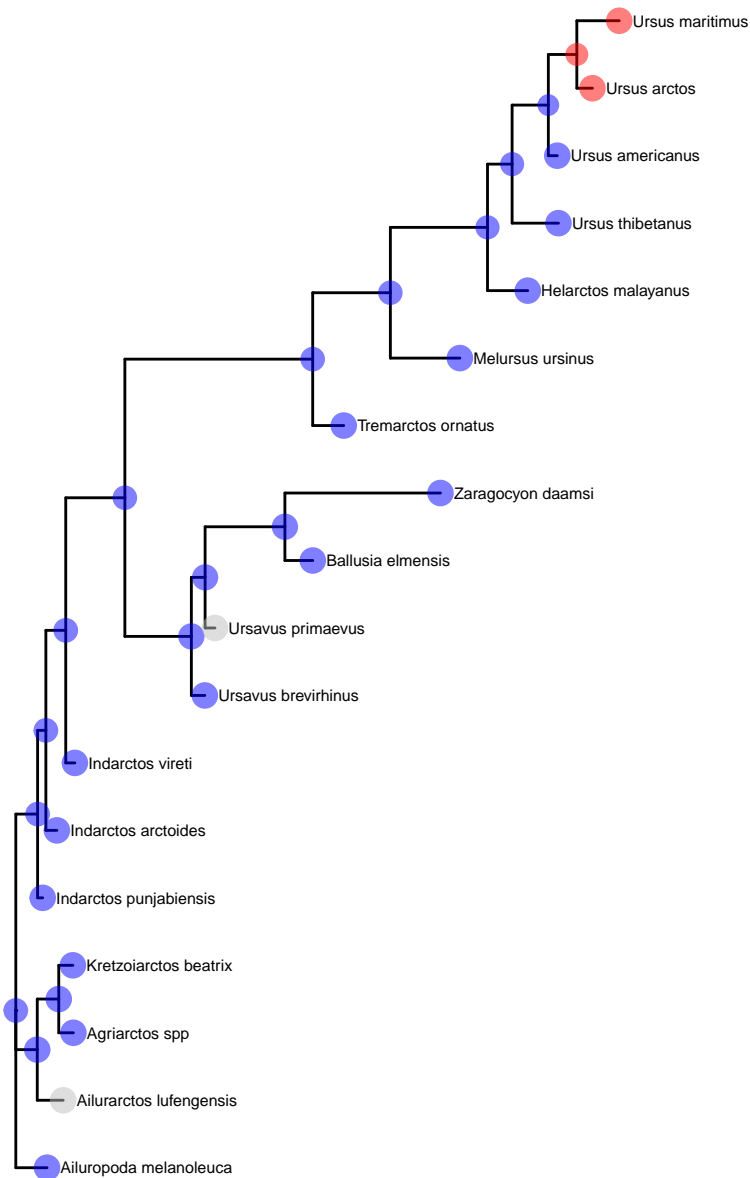 Ursus maritimus
Ursus arctos
Ursus americanus
Ursus thibetanus
Helarctos malayanus
Melursus ursinus
Tremarctos ornatus
Zaragocyon daamsi
Ballusia elmensis
Ursavus primaevus
Ursavus brevirhinus
Indarctos vireti
Indarctos arctoides
Indarctos punjabiensis
Kretzoiarctos beatrix
Agriarctos spp
Ailurarctos lufengensis
Ailuropoda melanoleuca